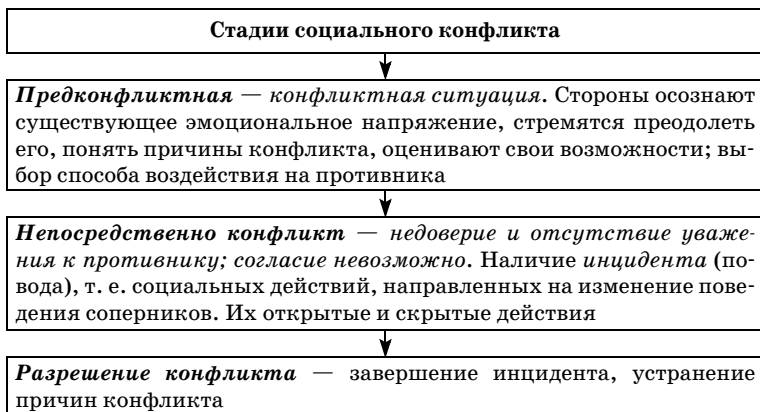 Стадии социального конфликта
Предконфликтная — конфликтная ситуация. Стороны осознают
существующее эмоциональное напряжение, стремятся преодолеть
его, понять причины конфликта, оценивают свои возможности; вы-
бор способа воздействия на противника
Непосредственно конфликт — недоверие и отсутствие уваже-
ния к противнику; согласие невозможно. Наличие инцидента (по-
вода), т. е. социальных действий, направленных на изменение пове-
дения соперников. Их открытые и скрытые действия
Разрешение конфликта — завершение инцидента, устранение
причин конфликта